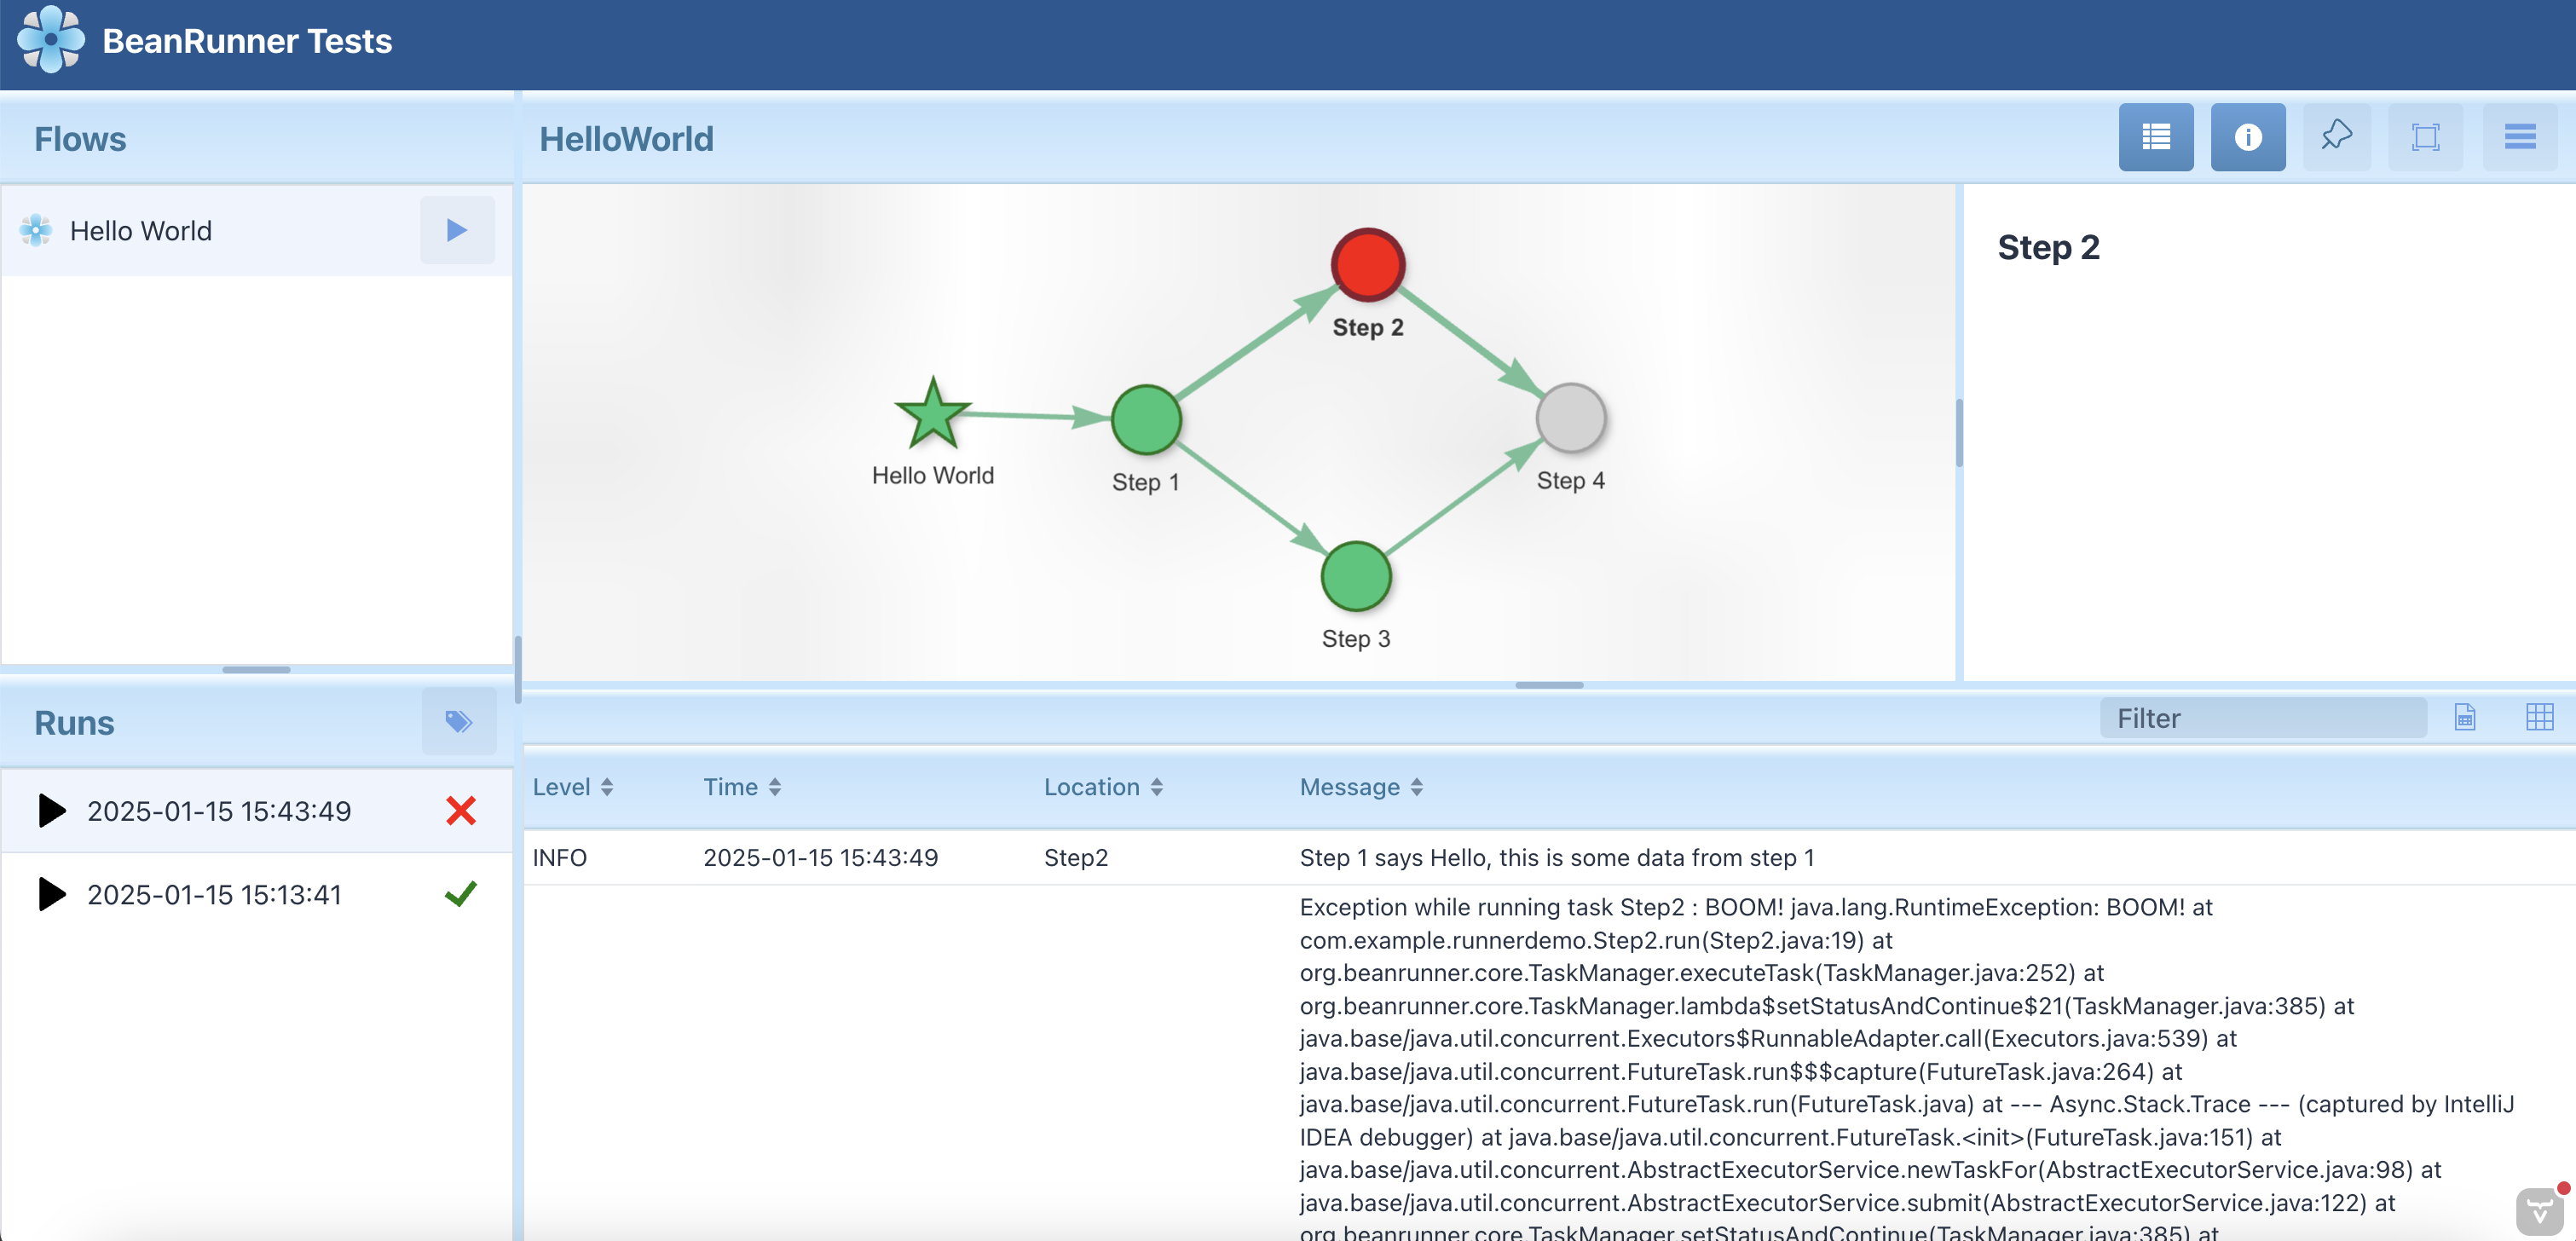 BeanRunner Tests
Flows
Hello World
HelloWorld
Step 2
Step 2
Hello World
Step 1
Step 4
Step 3
Runs
2025-01-15 15:43:49
2025-01-15 15:13:41
Filter
Level
Time
Location
Message
INFO
2025-01-15 15:43:49
Step2
Step 1 says Hello, this is some data from step 1
Exception while running task Step2 : BOOM! java.lang.RuntimeException: BOOM! at
com.example.runnerdemo.Step2.run(Step2.java:19) at
org.beanrunner.core.TaskManager.executeTask(TaskManager.java:252) at
org.beanrunner.core.TaskManager.lambda$setStatusAndContinue$21(TaskManager.java:385) at
java.base/java.util.concurrent.Executors$RunnableAdapter.call(Executors.java:539) at
java.base/java.util.concurrent.FutureTask.run$$$capture(FutureTask.java:264) at
java.base/java.util.concurrent.FutureTask.run(FutureTask.java) at --- Async.Stack.Trace --- (captured by IntelliJ
IDEA debugger) at java.base/java.util.concurrent.FutureTask.<init>(FutureTask.java:151) at
java.base/java.util.concurrent.AbstractExecutorService.newTaskFor(AbstractExecutorService.java:98) at
java.base/java.util.concurrent.AbstractExecutorService.submit(AbstractExecutorService.java:122) at
org.beanrunner.core.TaskManager.setStatusAndContinue(TaskManager.java:385) at